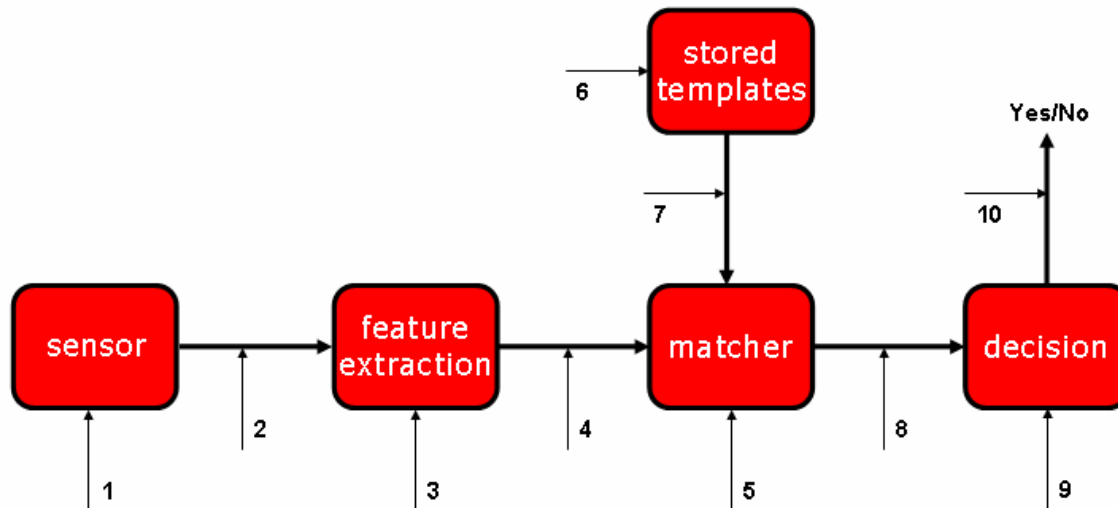 stored
templates
6
Yes/No
7
10
sensor
feature
extraction
matcher
decision
2
4
8
1
3
5
9